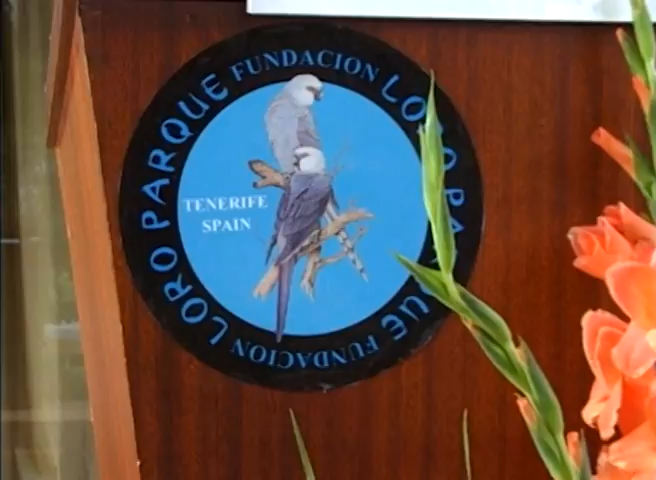 FUNDACION
LORO PARQUE
FUNDACION
LORO PARQUE
TENERIFE
SPAIN